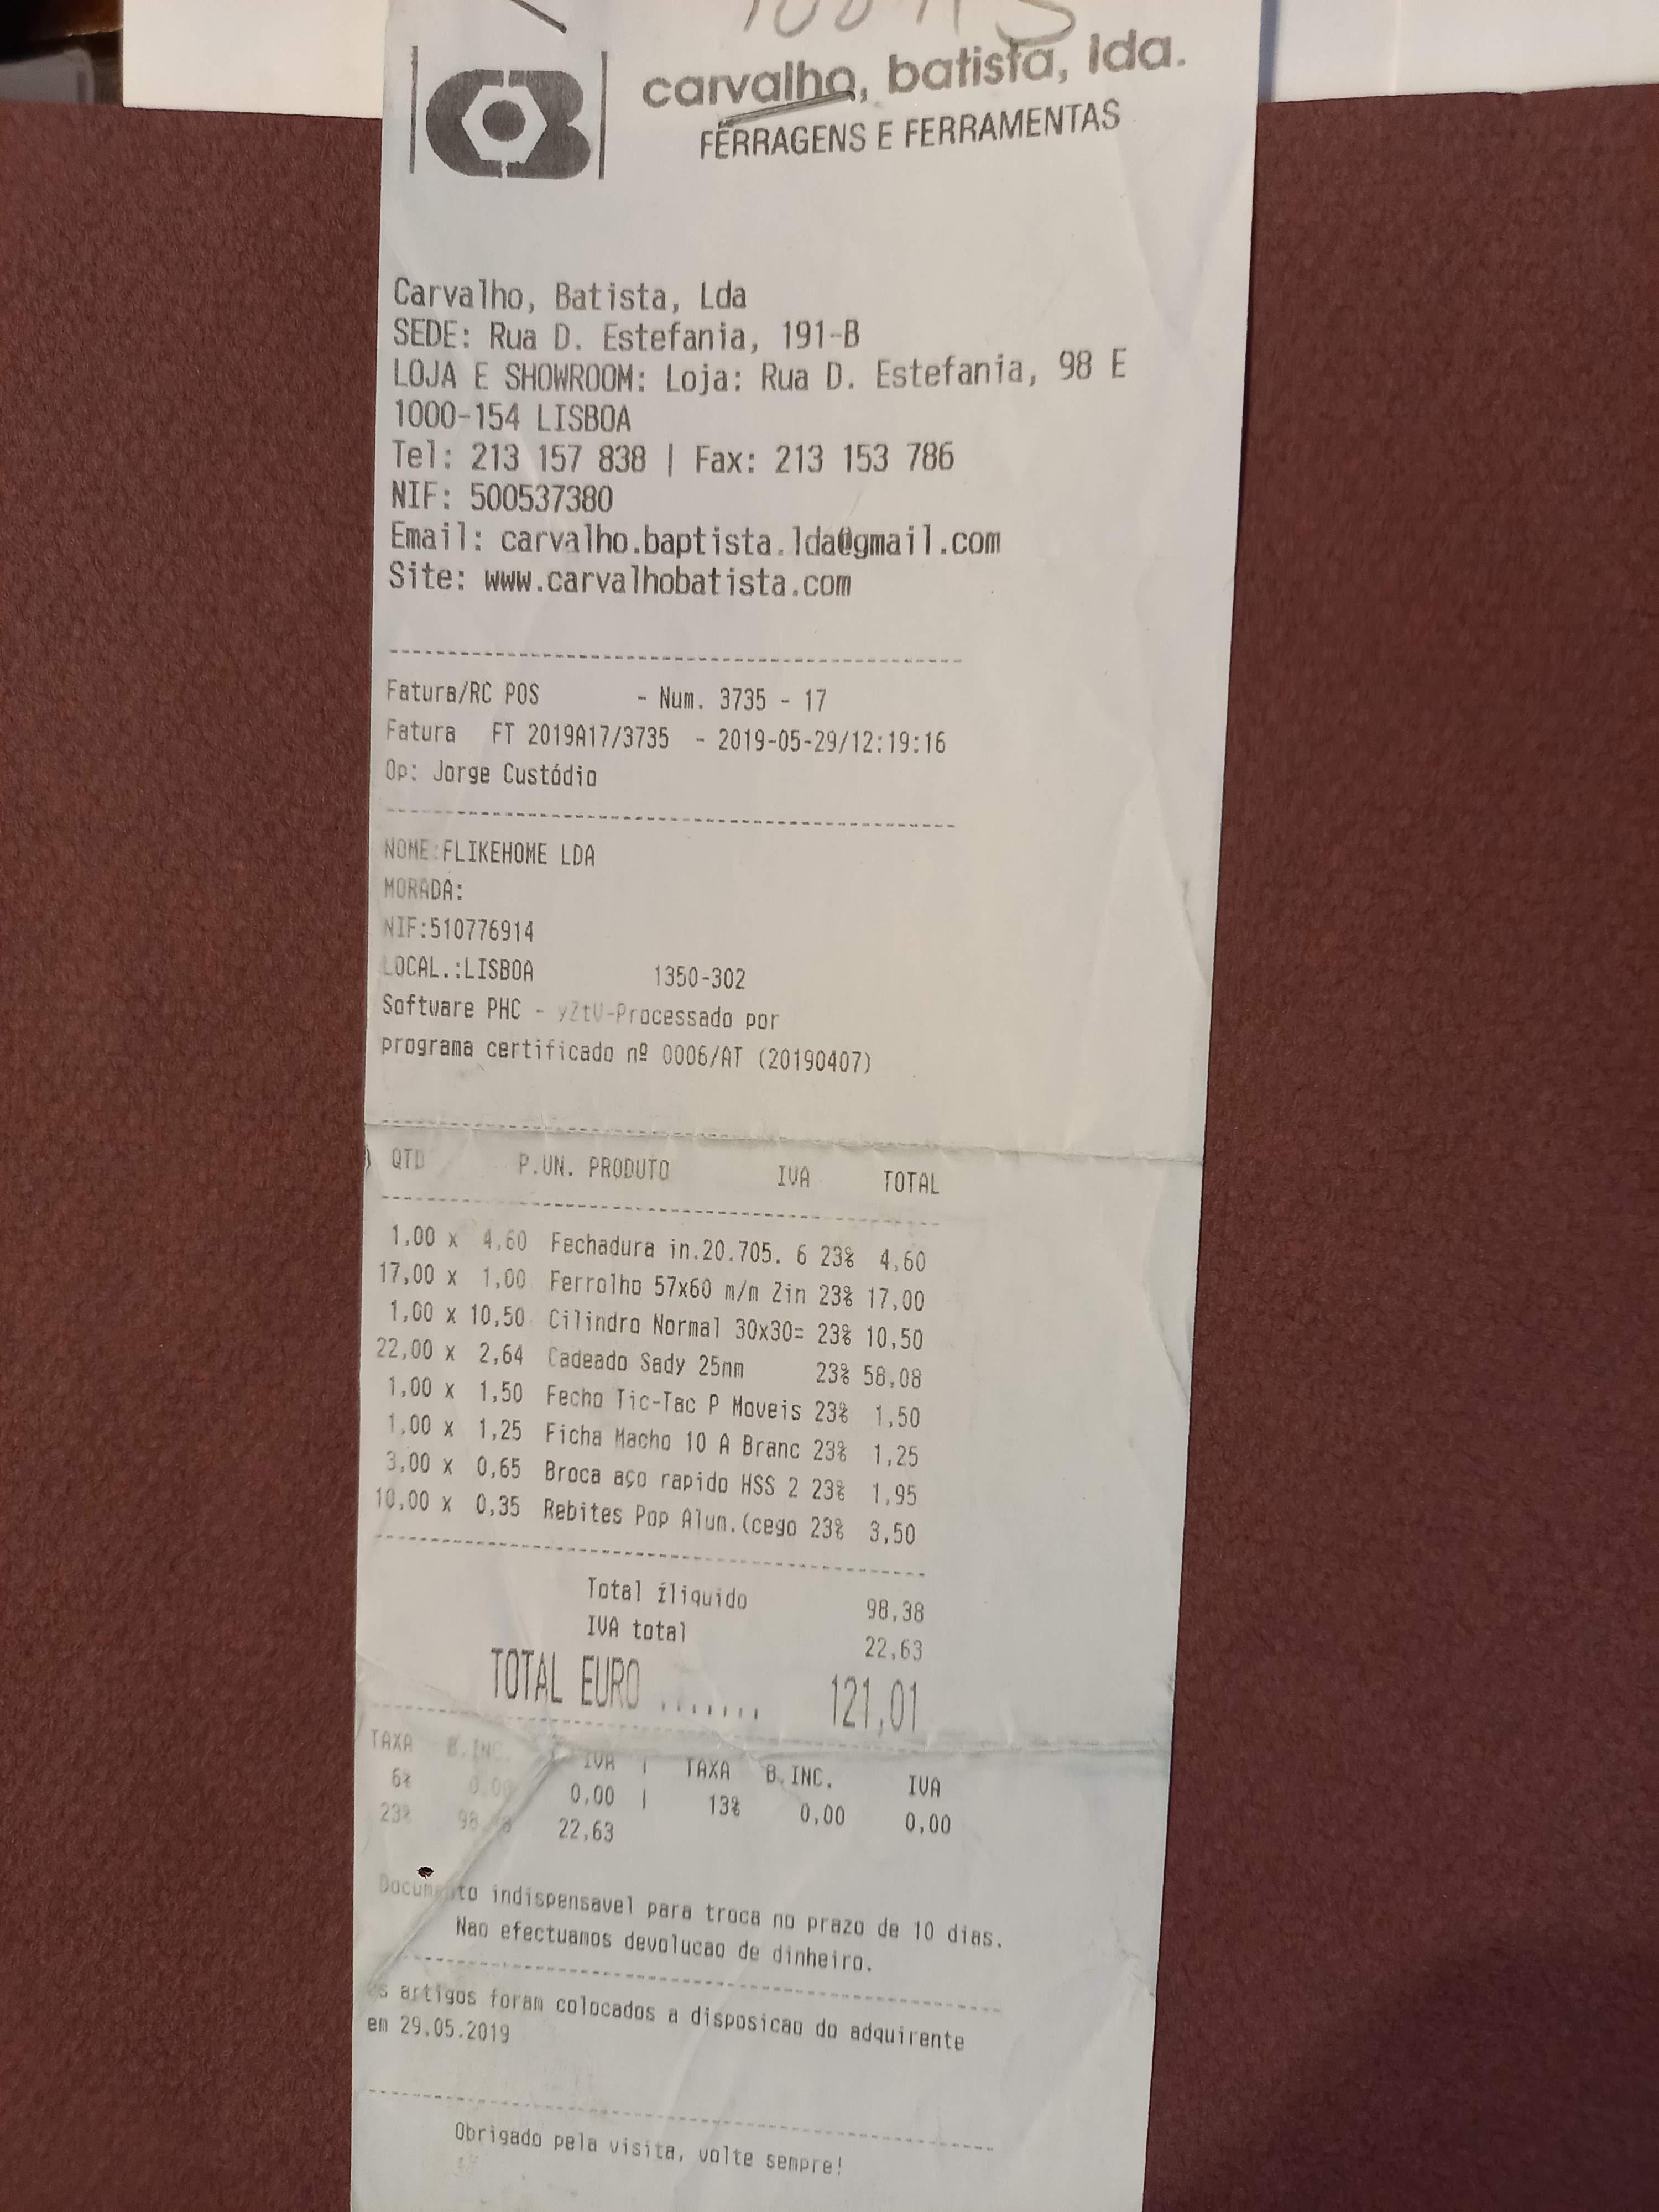 carvalho, batista, lda.
FERRAGENS E FERRAMENTAS
Carvalho, Batista, Lda
SEDE: Rua D. Estefania, 191-B
LOJA E SHOWROOM: Loja: Rua D. Estefania, 98 E
1000-154 LISBOA
Tel: 213 157 838 | Fax: 213 153 786
NIF: 500537380
Email: carvalho.baptista.lda@gmail.com
Site: www.carvalhobatista.com
Fatura/RC POS - Num. 3735 - 17
Fatura FT 2019A17/3735 - 2019-05-29/12:19:16
Op: Jorge Custódio
NOME:FLIKEHOME LDA
MORADA:
NIF:510776914
LOCAL.:LISBOA 1350-302
Software PHC - yZtV-Processado por
programa certificado nº 0006/AT (20190407)
QTD P.UN. PRODUTO IVA TOTAL
1,00 x 4,60 Fechadura in.20.705. 6 23% 4,60
17,00 x 1,00 Ferrolho 57x60 m/m Zin 23% 17,00
1,00 x 10,50 Cilindro Normal 30x30= 23% 10,50
22,00 x 2,64 Cadeado Sady 25mm 23% 58,08
1,00 x 1,50 Fecho Tic-Tac P Moveis 23% 1,50
1,00 x 1,25 Ficha Macho 10 A Branc 23% 1,25
3,00 x 0,65 Broca aço rapido HSS 2 23% 1,95
10,00 x 0,35 Rebites Pop Alum.(cego 23% 3,50
Total íliquido 98,38
IVA total 22,63
TOTAL EURO ....... 121,01
TAXA B.INC. IVA | TAXA B.INC. IVA
6% 0,00 0,00 | 13% 0,00 0,00
23% 22,63
Documento indispensavel para troca no prazo de 10 dias.
Nao efectuamos devolucao de dinheiro.
Os artigos foram colocados a disposicao do adquirente
em 29.05.2019
Obrigado pela visita, volte sempre!